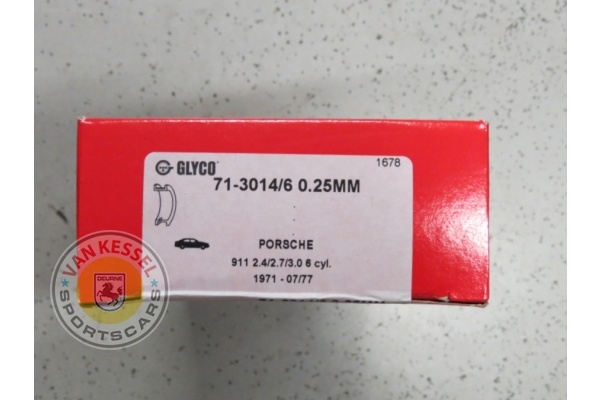 GLYCO
1678
71-3014/6 0.25MM
PORSCHE
911 2.4/2.7/3.0 6 cyl.
1971 - 07/77
VAN KESSEL
DEURNE
SPORTSCARS